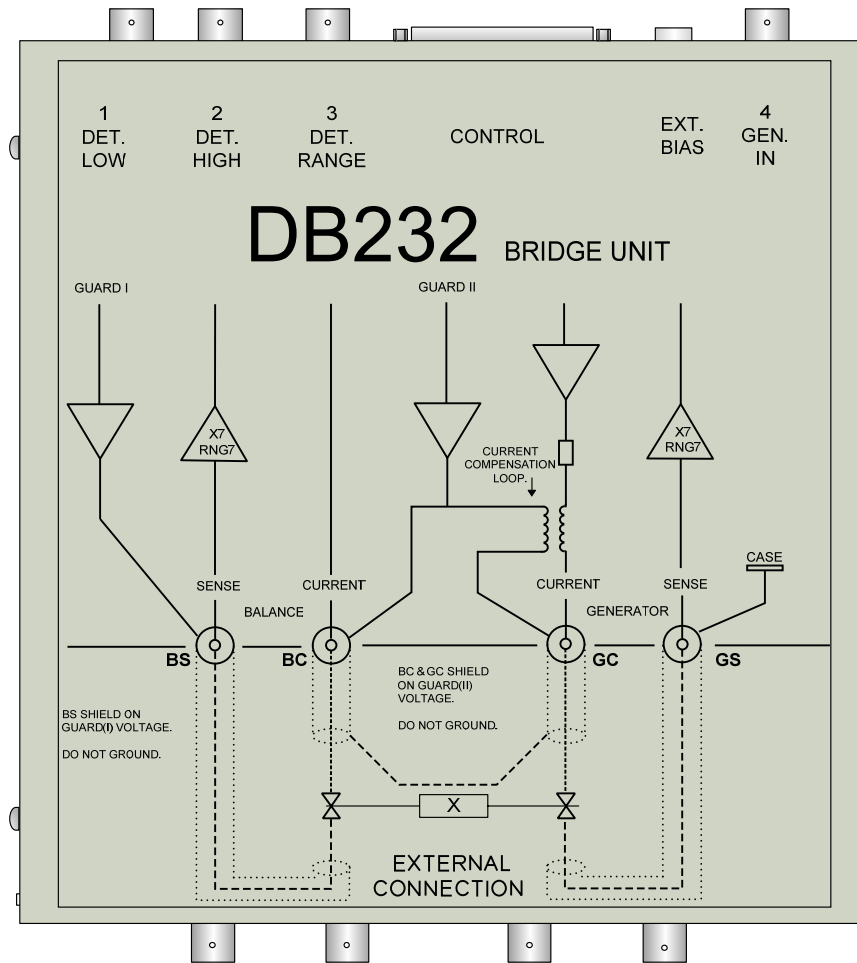 1
DET.
LOW
2
DET.
HIGH
3
DET.
RANGE
CONTROL
EXT.
BIAS
4
GEN.
IN
DB232 BRIDGE UNIT
GUARD I
GUARD II
X7
RNG7
X7
RNG7
CURRENT
COMPENSATION
LOOP.
CASE
SENSE
CURRENT
CURRENT
SENSE
BALANCE
GENERATOR
BS
BC
GC
GS
BS SHIELD ON
GUARD(I) VOLTAGE.
DO NOT GROUND.
BC & GC SHIELD
ON GUARD(II)
VOLTAGE.
DO NOT GROUND.
X
EXTERNAL
CONNECTION